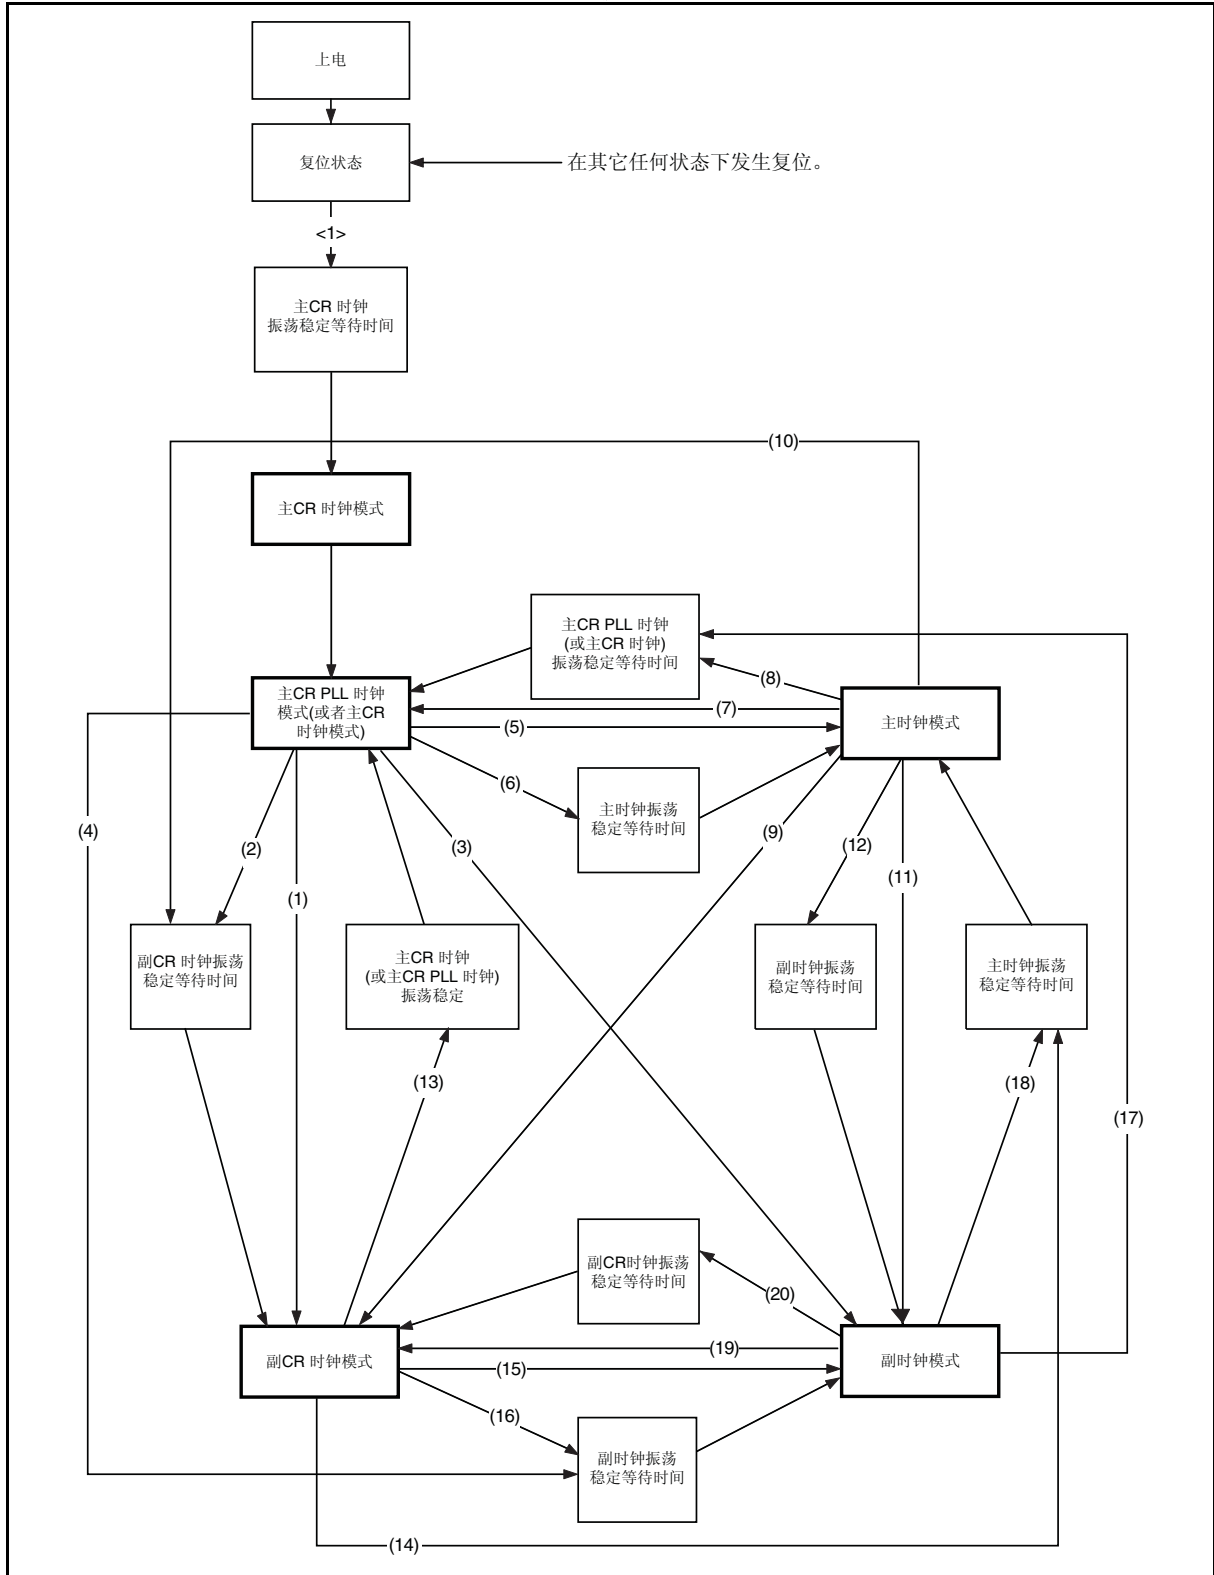 上电
复位状态
在其它任何状态下发生复位。
<1>
主CR 时钟
振荡稳定等待时间
(10)
主CR 时钟模式
主CR PLL 时钟
(或主CR 时钟)
振荡稳定等待时间
(8)
主CR PLL 时钟
模式(或者主CR
时钟模式)
(7)
(5)
主时钟模式
(6)
主时钟振荡
稳定等待时间
(4)
(2)
(3)
(9)
(12)
(1)
(11)
副CR 时钟振荡
稳定等待时间
主CR 时钟
(或主CR PLL 时钟)
振荡稳定
副时钟振荡
稳定等待时间
主时钟振荡
稳定等待时间
(13)
(18)
(17)
副CR时钟振荡
稳定等待时间
(20)
(19)
副CR 时钟模式
(15)
副时钟模式
(16)
副时钟振荡
稳定等待时间
(14)